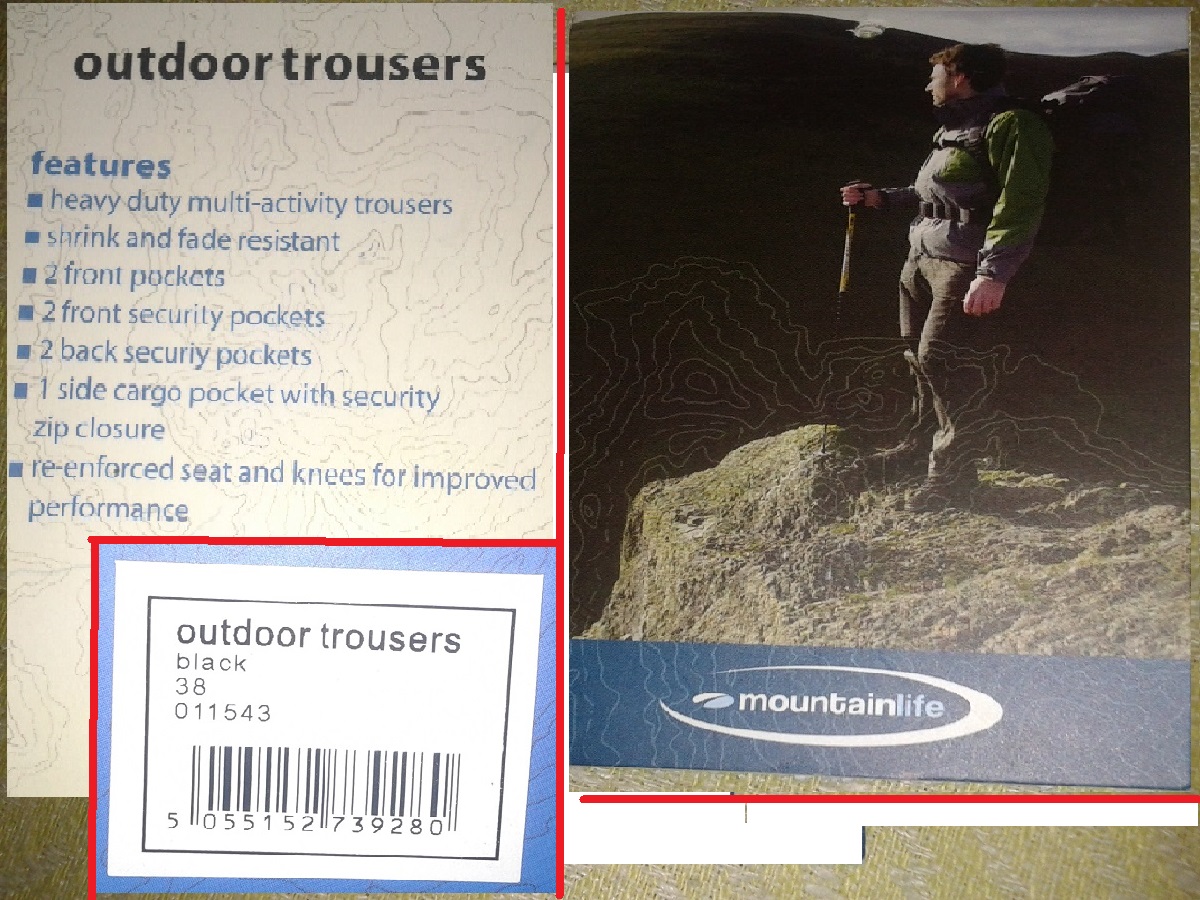 outdoor trousers
features
■ heavy duty multi-activity trousers
■ shrink and fade resistant
■ 2 front pockets
■ 2 front security pockets
■ 2 back securiy pockets
■ 1 side cargo pocket with security
zip closure
■ re-enforced seat and knees for improved
performance
outdoor trousers
black
38
011543
5 055152 739280
mountainlife